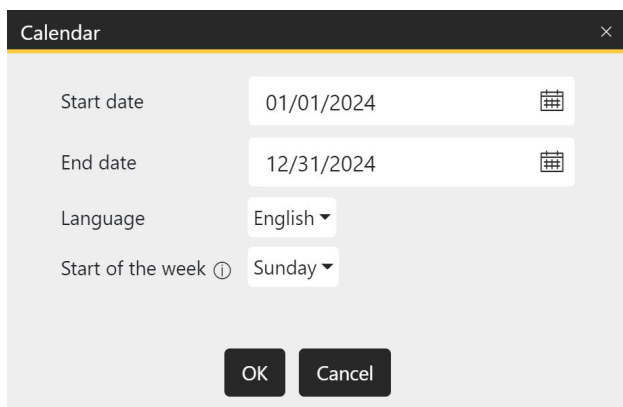 Calendar
Start date 01/01/2024
End date 12/31/2024
Language English
Start of the week Sunday
OK Cancel